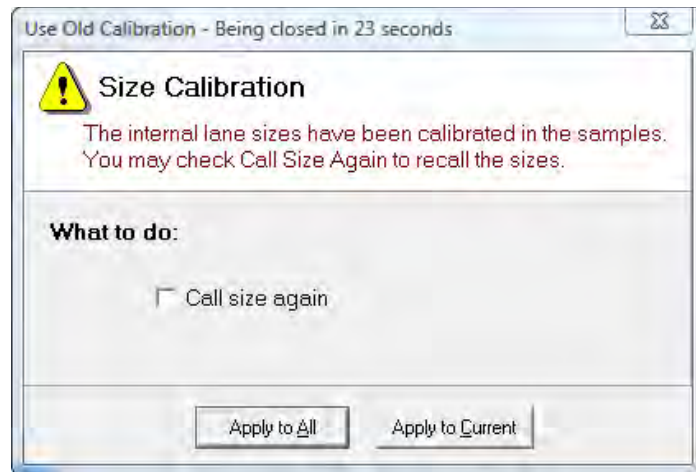 Use Old Calibration - Being closed in 23 seconds
Size Calibration
The internal lane sizes have been calibrated in the samples.
You may check Call Size Again to recall the sizes.
What to do:
Call size again
Apply to All
Apply to Current